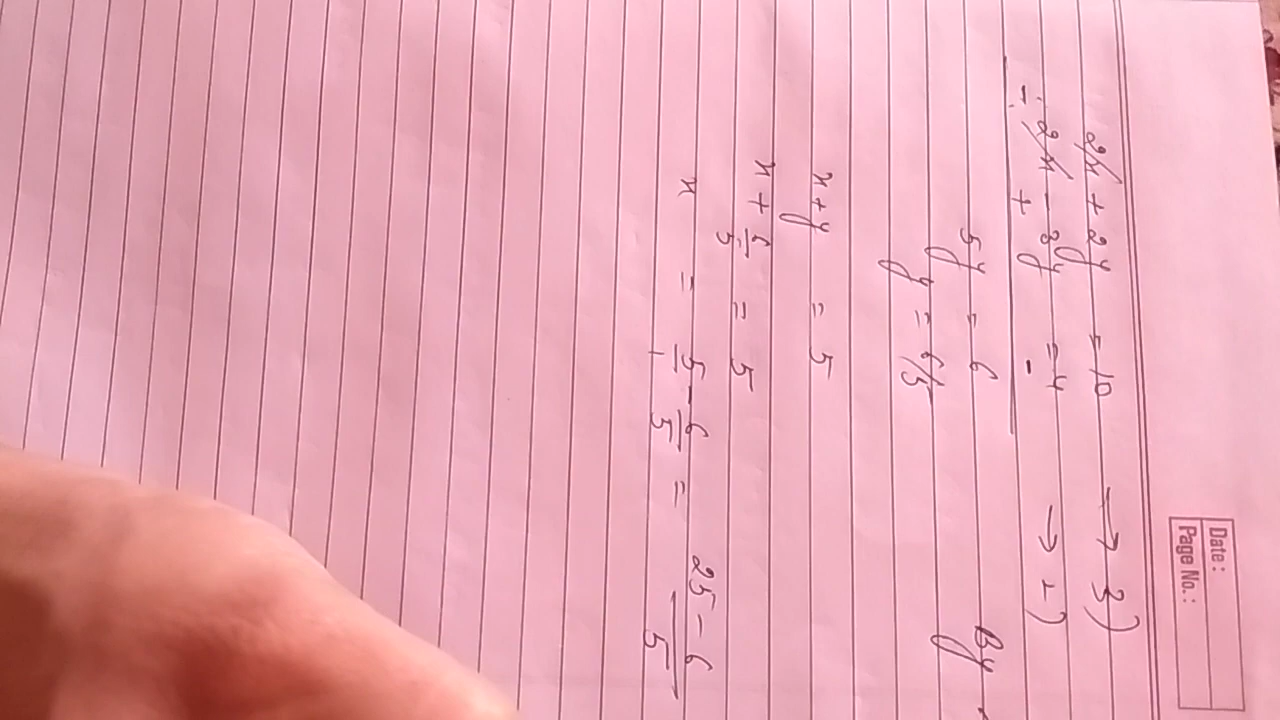 Date :
Page No. :
2x + 2y = 10 → 3)
2x - 3y = 4 → 2)
- + -
5y = 6
y = 6/5
By
x + y = 5
x + 6/5 = 5
x = 5/1 - 6/5 = 25 - 6/5